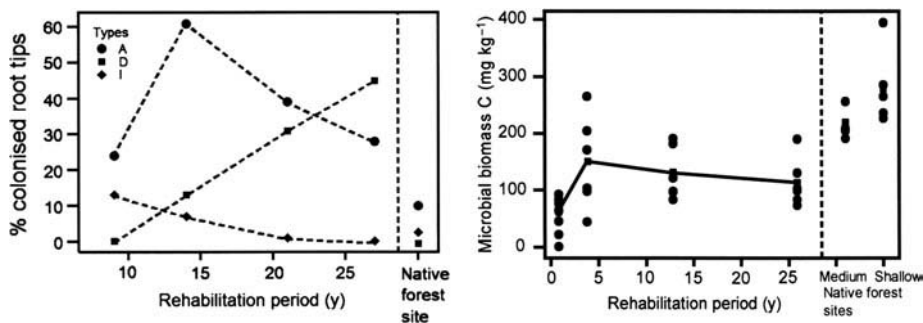 % colonised root tips
60
50
40
30
20
10
0
Types
A
D
I
10
15
20
25
Native
forest
site
Rehabilitation period (y)
Microbial biomass C (mg kg⁻¹)
400
300
200
100
0
0
5
10
15
20
25
Medium Shallow
Native forest
sites
Rehabilitation period (y)